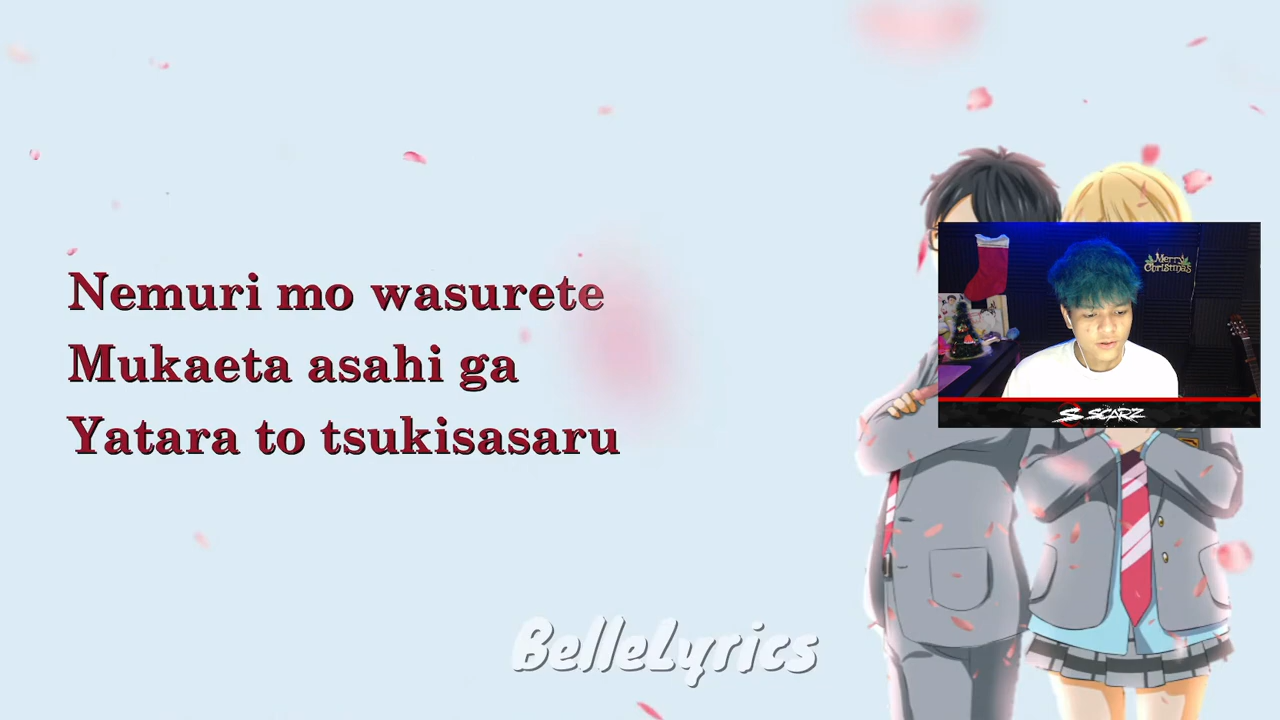 Nemuri mo wasurete
Mukaeta asahi ga
Yatara to tsukisasaru
Merry
Christmas
S SCARZ
BelleLyrics